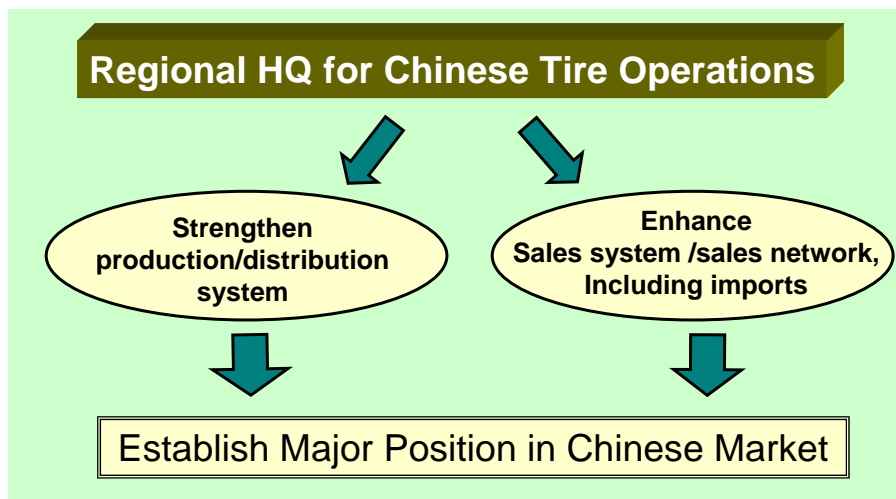 Regional HQ for Chinese Tire Operations
Strengthen
production/distribution
system
Enhance
Sales system /sales network,
Including imports
Establish Major Position in Chinese Market